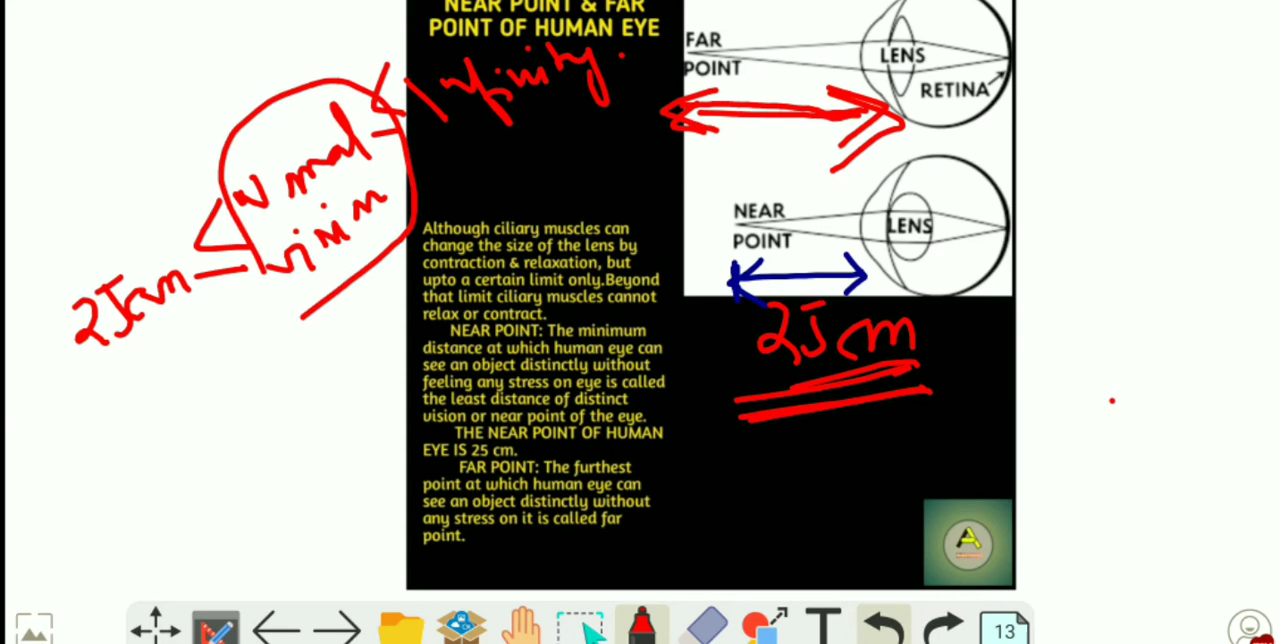 NEAR POINT & FAR
POINT OF HUMAN EYE
Infinity.
Normal
vision
25cm
FAR
POINT
LENS
RETINA
NEAR
POINT
LENS
25cm
Although ciliary muscles can
change the size of the lens by
contraction & relaxation, but
upto a certain limit only.Beyond
that limit ciliary muscles cannot
relax or contract.
NEAR POINT: The minimum
distance at which human eye can
see an object distinctly without
feeling any stress on eye is called
the least distance of distinct
vision or near point of the eye.
THE NEAR POINT OF HUMAN
EYE IS 25 cm.
FAR POINT: The furthest
point at which human eye can
see an object distinctly without
any stress on it is called far
point.
A
T
13